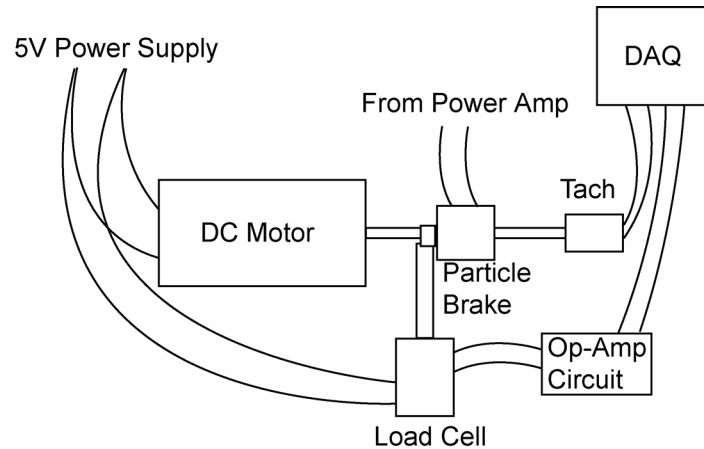 5V Power Supply
DAQ
From Power Amp
Tach
DC Motor
Particle
Brake
Op-Amp
Circuit
Load Cell